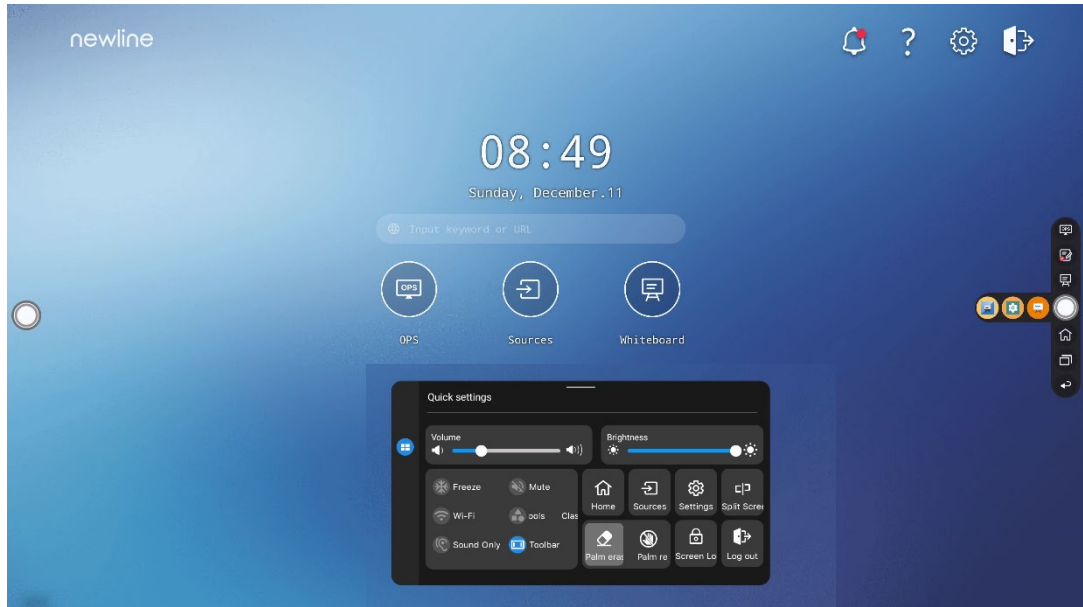 newline
?
08:49
Sunday, December.11
Input keyword or URL
OPS
OPS
Sources
Whiteboard
OPS
Quick settings
Volume
Brightness
Freeze
Mute
Wi-Fi
ools
Clas
Sound Only
Toolbar
Home
Sources
Settings
Split Scree
Palm eras
Palm re
Screen Lo
Log out